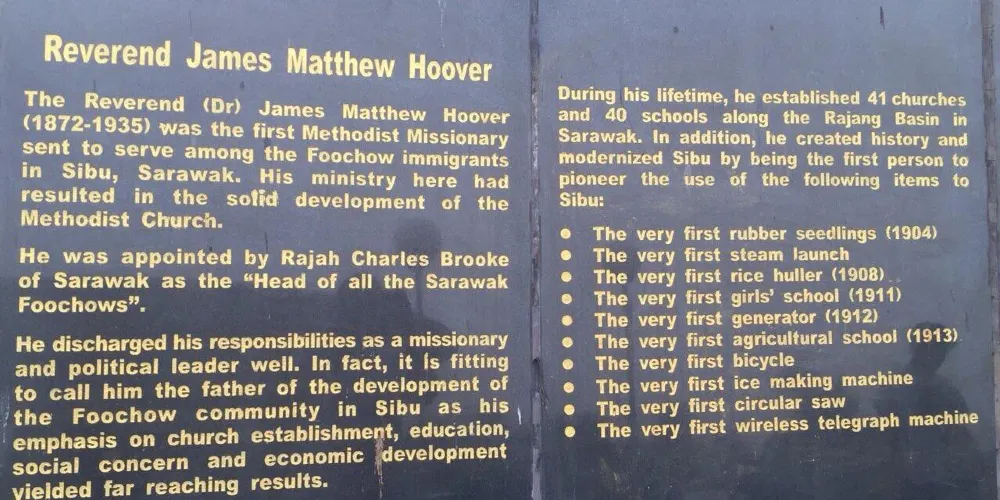 Reverend James Matthew Hoover
The Reverend (Dr) James Matthew Hoover
(1872-1935) was the first Methodist Missionary
sent to serve among the Foochow immigrants
in Sibu, Sarawak. His ministry here had
resulted in the solid development of the
Methodist Church.
He was appointed by Rajah Charles Brooke
of Sarawak as the “Head of all the Sarawak
Foochows”.
He discharged his responsibilities as a missionary
and political leader well. In fact, it is fitting
to call him the father of the development of
the Foochow community in Sibu as his
emphasis on church establishment, education,
social concern and economic development
yielded far reaching results.
During his lifetime, he established 41 churches
and 40 schools along the Rajang Basin in
Sarawak. In addition, he created history and
modernized Sibu by being the first person to
pioneer the use of the following items to
Sibu:
● The very first rubber seedlings (1904)
● The very first steam launch
● The very first rice huller (1908)
● The very first girls’ school (1911)
● The very first generator (1912)
● The very first agricultural school (1913)
● The very first bicycle
● The very first ice making machine
● The very first circular saw
● The very first wireless telegraph machine